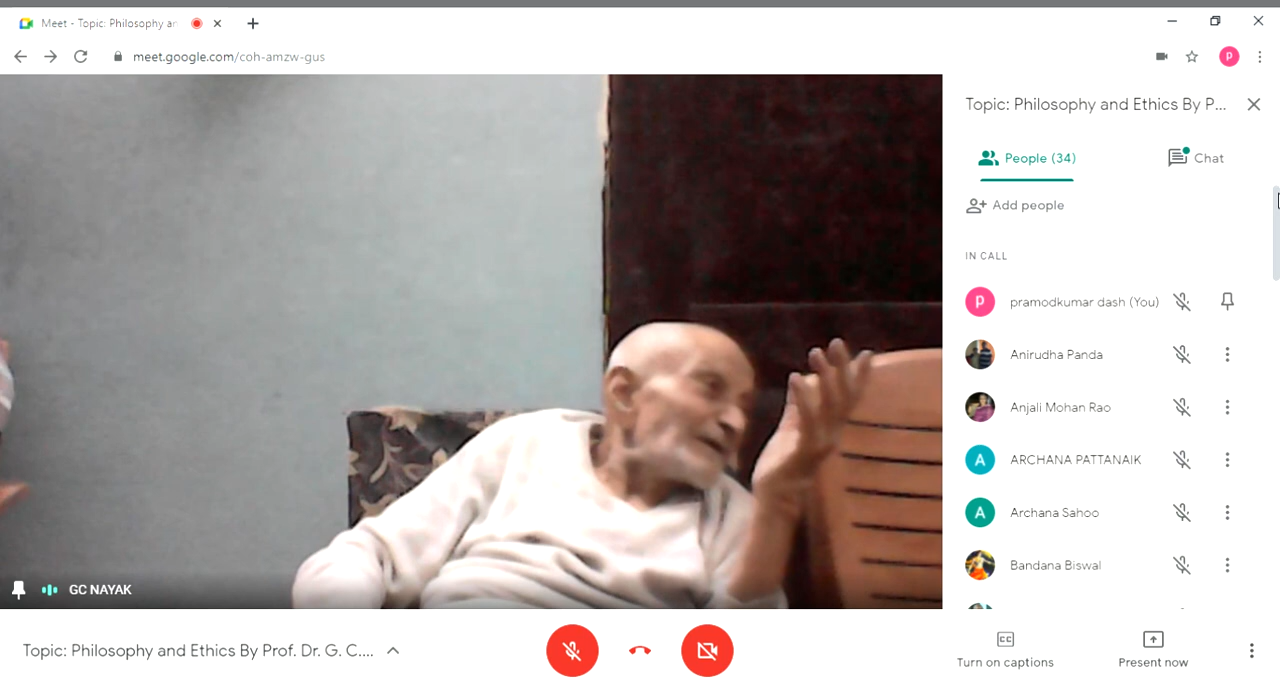 Meet - Topic: Philosophy an
meet.google.com/coh-amzw-gus
P
Topic: Philosophy and Ethics By P...
People (34)
Chat
Add people
IN CALL
P pramodkumar dash (You)
Anirudha Panda
Anjali Mohan Rao
A ARCHANA PATTANAIK
A Archana Sahoo
Bandana Biswal
GC NAYAK
Topic: Philosophy and Ethics By Prof. Dr. G. C....
CC
Turn on captions
Present now